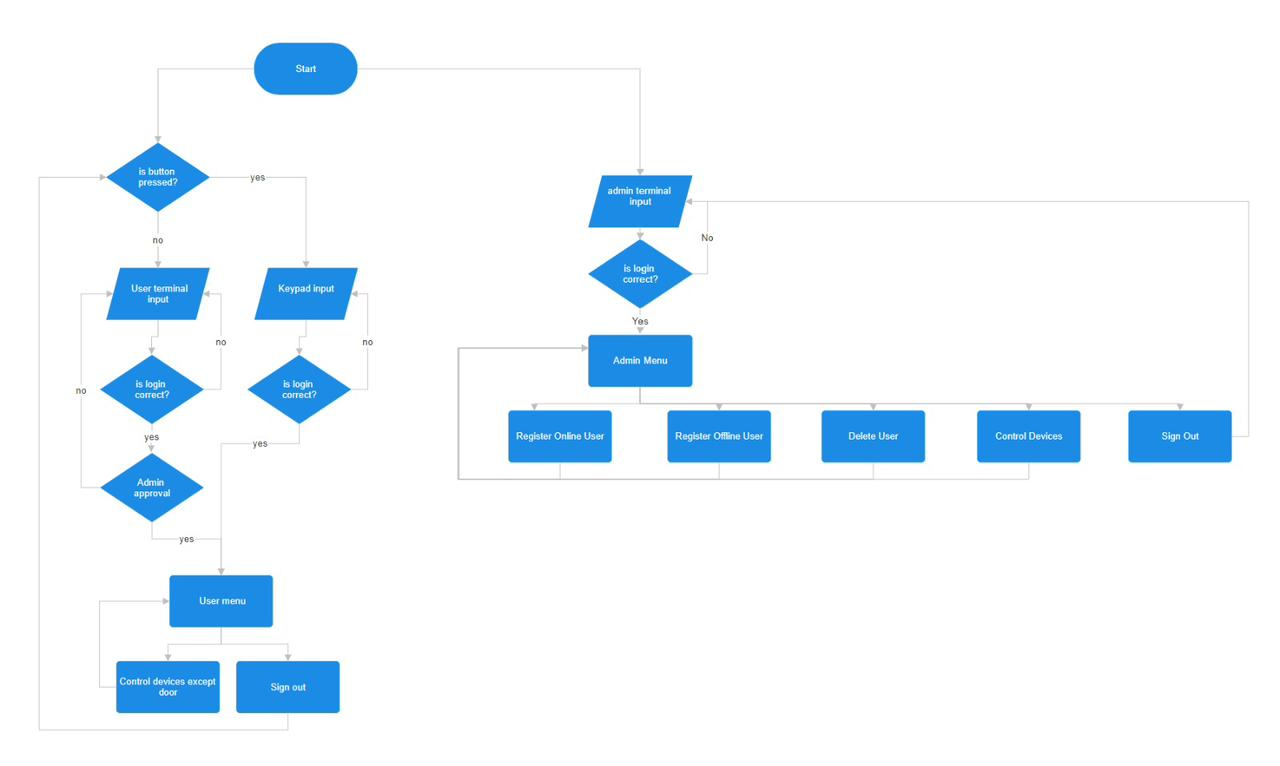 Start
is button
pressed?
yes
no
admin terminal
input
No
is login
correct?
Yes
User terminal
input
Keypad input
no
no
no
is login
correct?
is login
correct?
yes
yes
Admin
approval
yes
Admin Menu
Register Online User
Register Offline User
Delete User
Control Devices
Sign Out
User menu
Control devices except
door
Sign out